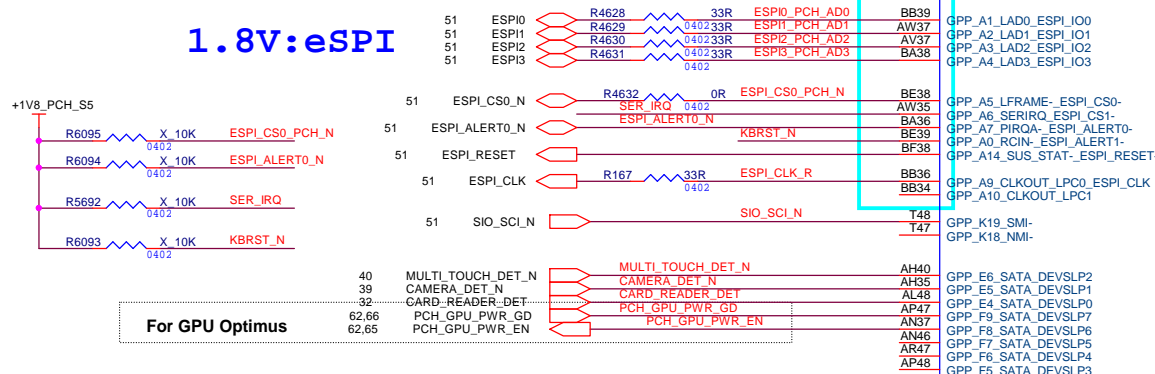 1.8V:eSPI
+1V8_PCH_S5
R6095 X_10K ESPI_CS0_PCH_N
0402
R6094 X_10K ESPI_ALERT0_N
0402
R5692 X_10K SER_IRQ
0402
R6093 X_10K KBRST_N
0402
51 ESPI0 R4628 33R ESPI0_PCH_AD0 BB39 GPP_A1_LAD0_ESPI_IO0
51 ESPI1 R4629 0402 33R ESPI1_PCH_AD1 AW37 GPP_A2_LAD1_ESPI_IO1
51 ESPI2 R4630 0402 33R ESPI2_PCH_AD2 AV37 GPP_A3_LAD2_ESPI_IO2
51 ESPI3 R4631 0402 33R ESPI3_PCH_AD3 BA38 GPP_A4_LAD3_ESPI_IO3
0402
51 ESPI_CS0_N R4632 0R ESPI_CS0_PCH_N BE38 GPP_A5_LFRAME-_ESPI_CS0-
SER_IRQ 0402 AW35 GPP_A6_SERIRQ_ESPI_CS1-
51 ESPI_ALERT0_N ESPI_ALERT0_N BA36 GPP_A7_PIRQA-_ESPI_ALERT0-
KBRST_N BE39 GPP_A0_RCIN-_ESPI_ALERT1-
51 ESPI_RESET BF38 GPP_A14_SUS_STAT-_ESPI_RESET-
51 ESPI_CLK R167 33R ESPI_CLK_R BB36 GPP_A9_CLKOUT_LPC0_ESPI_CLK
0402 BB34 GPP_A10_CLKOUT_LPC1
51 SIO_SCI_N SIO_SCI_N T48 GPP_K19_SMI-
T47 GPP_K18_NMI-
40 MULTI_TOUCH_DET_N MULTI_TOUCH_DET_N AH40 GPP_E6_SATA_DEVSLP2
39 CAMERA_DET_N CAMERA_DET_N AH35 GPP_E5_SATA_DEVSLP1
32 CARD_READER_DET CARD_READER_DET AL48 GPP_E4_SATA_DEVSLP0
62,66 PCH_GPU_PWR_GD PCH_GPU_PWR_GD AP47 GPP_F9_SATA_DEVSLP7
For GPU Optimus 62,65 PCH_GPU_PWR_EN PCH_GPU_PWR_EN AN37 GPP_F8_SATA_DEVSLP6
AN46 GPP_F7_SATA_DEVSLP5
AR47 GPP_F6_SATA_DEVSLP4
AP48 GPP_F5_SATA_DEVSLP3